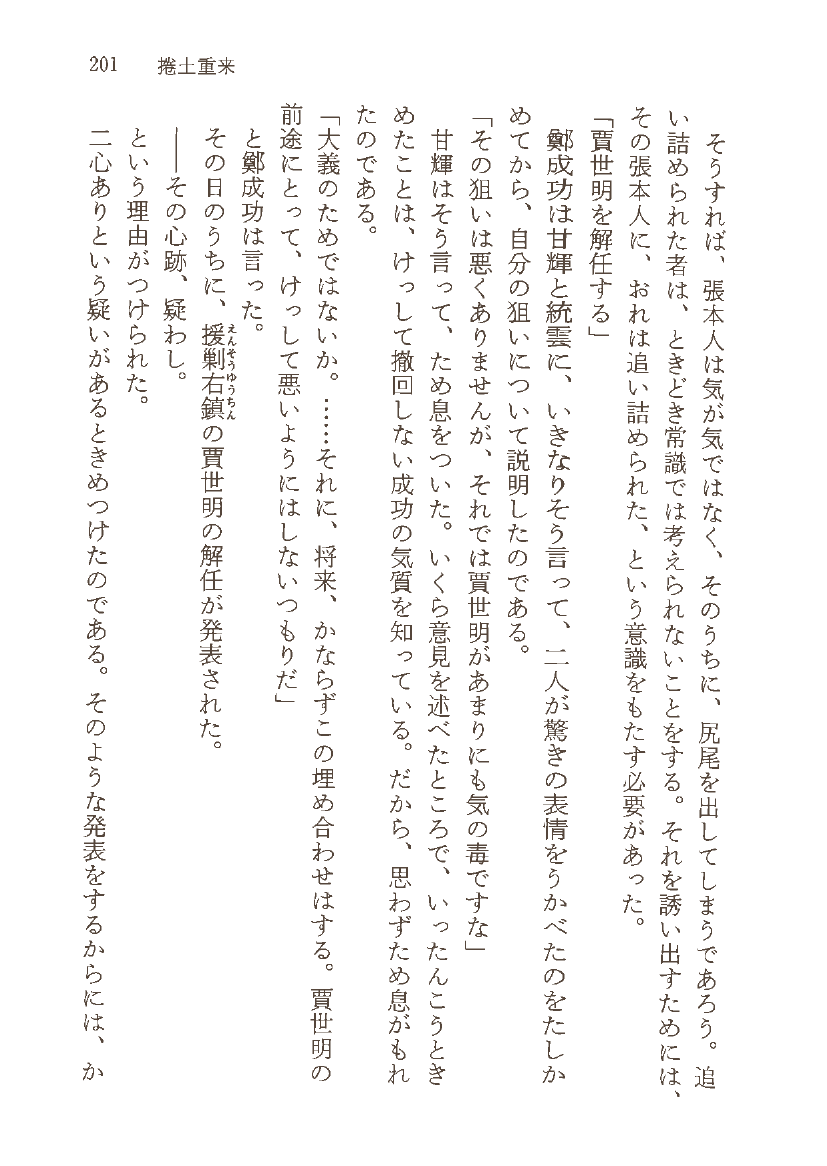 201　捲土重来
　そうすれば、張本人は気が気ではなく、そのうちに、尻尾を出してしまうであろう。追
い詰められた者は、ときどき常識では考えられないことをする。それを誘い出すためには、
その張本人に、おれは追い詰められた、という意識をもたす必要があった。
「賈世明を解任する」
　鄭成功は甘輝と統雲に、いきなりそう言って、二人が驚きの表情をうかべたのをたしか
めてから、自分の狙いについて説明したのである。
「その狙いは悪くありませんが、それでは賈世明があまりにも気の毒ですな」
　甘輝はそう言って、ため息をついた。いくら意見を述べたところで、いったんこうとき
めたことは、けっして撤回しない成功の気質を知っている。だから、思わずため息がもれ
たのである。
「大義のためではないか。……それに、将来、かならずこの埋め合わせはする。賈世明の
前途にとって、けっして悪いようにはしないつもりだ」
　と鄭成功は言った。
　その日のうちに、援剿右鎮の賈世明の解任が発表された。
えんそうゆうちん
　――その心跡、疑わし。
　という理由がつけられた。
　二心ありという疑いがあるときめつけたのである。そのような発表をするからには、か